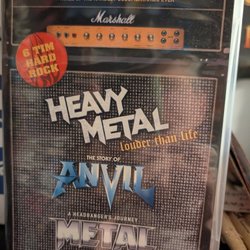 Marshall
6 TIM
HARD
ROCK
HEAVY
METAL
louder than life
THE STORY OF
ANVIL
A HEADBANGER'S JOURNEY
METAL